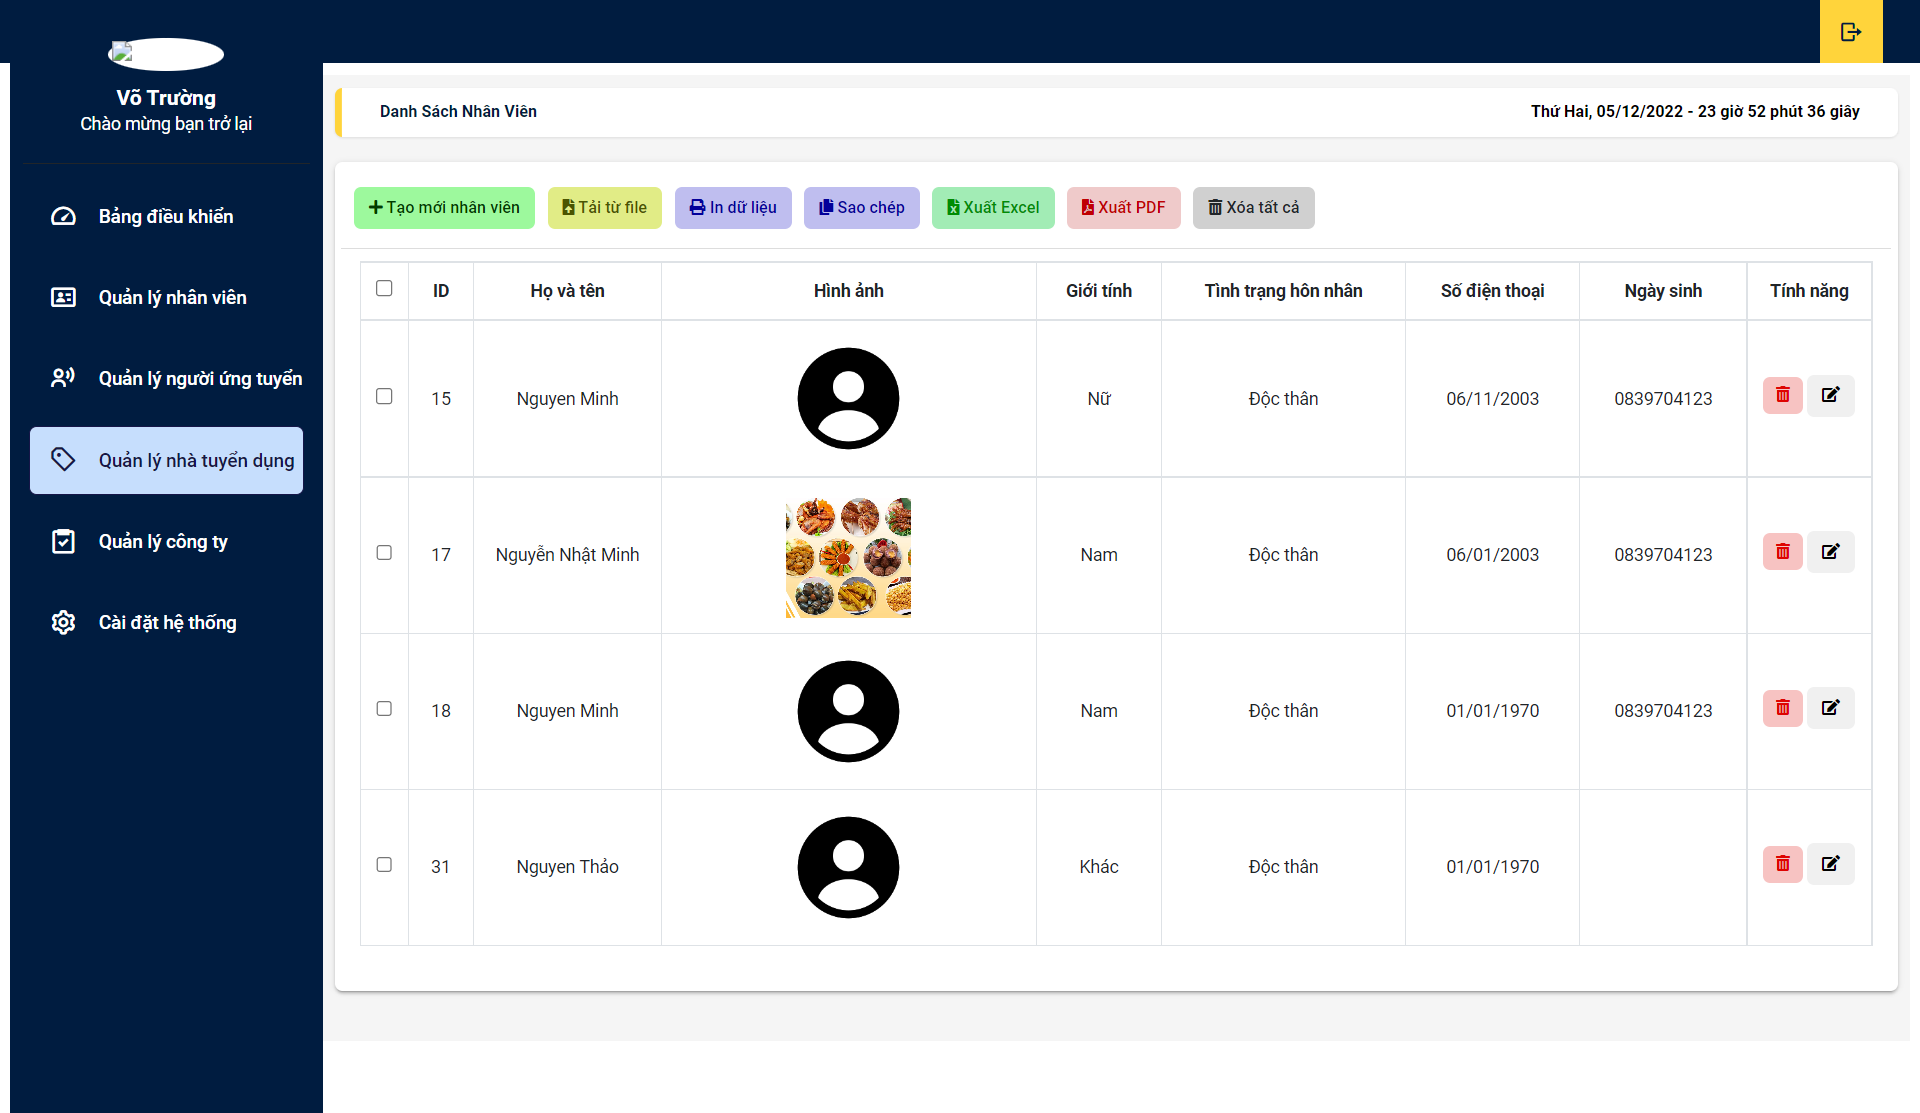 Võ Trường
Chào mừng bạn trở lại
Bảng điều khiển
Quản lý nhân viên
Quản lý người ứng tuyển
Quản lý nhà tuyển dụng
Quản lý công ty
Cài đặt hệ thống
Danh Sách Nhân Viên
Thứ Hai, 05/12/2022 - 23 giờ 52 phút 36 giây
Tạo mới nhân viên Tải từ file In dữ liệu Sao chép Xuất Excel Xuất PDF Xóa tất cả
ID Họ và tên Hình ảnh Giới tính Tình trạng hôn nhân Số điện thoại Ngày sinh Tính năng
15 Nguyen Minh Nữ Độc thân 06/11/2003 0839704123
17 Nguyễn Nhật Minh Nam Độc thân 06/01/2003 0839704123
18 Nguyen Minh Nam Độc thân 01/01/1970 0839704123
31 Nguyen Thảo Khác Độc thân 01/01/1970